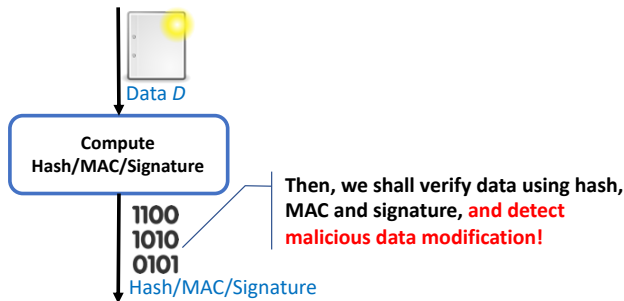 Data D
Compute
Hash/MAC/Signature
Then, we shall verify data using hash,
MAC and signature, and detect
malicious data modification!
1100
1010
0101
Hash/MAC/Signature